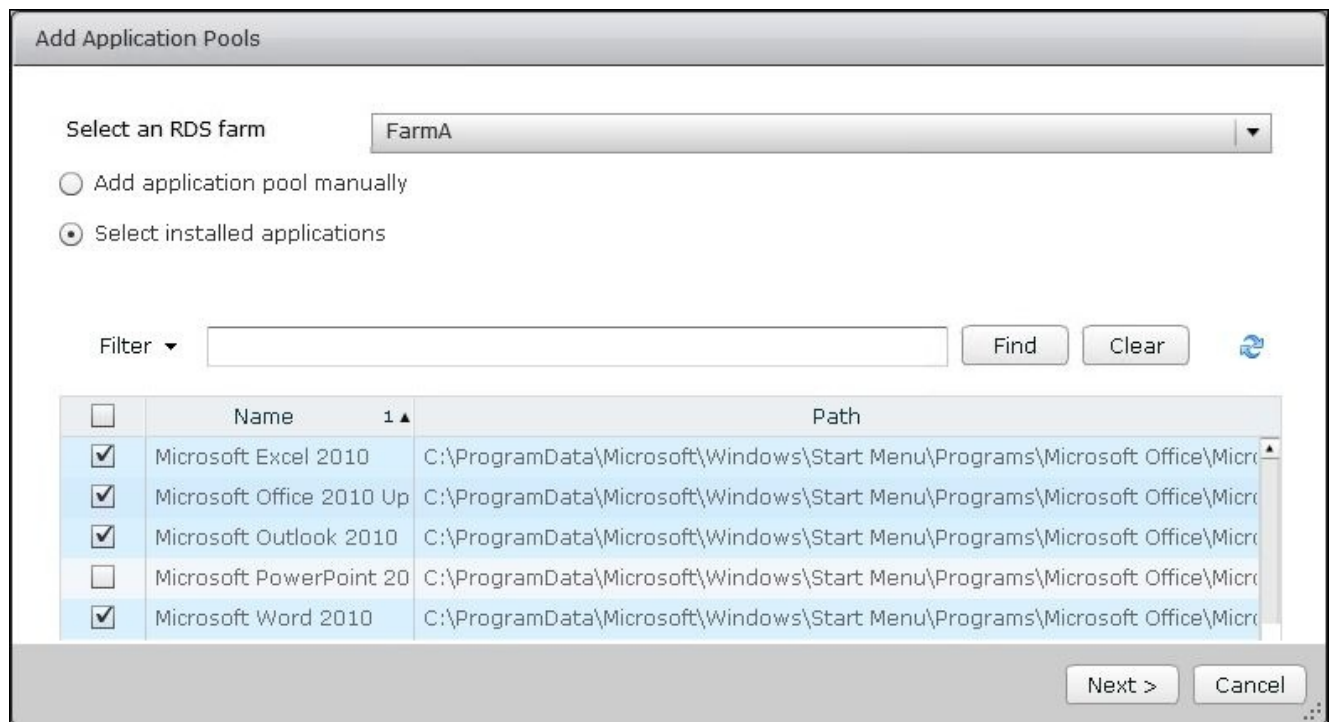 Add Application Pools
Select an RDS farm
FarmA
Add application pool manually
Select installed applications
Filter
Find
Clear
Name 1
Path
Microsoft Excel 2010 C:\ProgramData\Microsoft\Windows\Start Menu\Programs\Microsoft Office\Micro
Microsoft Office 2010 Up C:\ProgramData\Microsoft\Windows\Start Menu\Programs\Microsoft Office\Micro
Microsoft Outlook 2010 C:\ProgramData\Microsoft\Windows\Start Menu\Programs\Microsoft Office\Micro
Microsoft PowerPoint 20 C:\ProgramData\Microsoft\Windows\Start Menu\Programs\Microsoft Office\Micro
Microsoft Word 2010 C:\ProgramData\Microsoft\Windows\Start Menu\Programs\Microsoft Office\Micro
Next >
Cancel